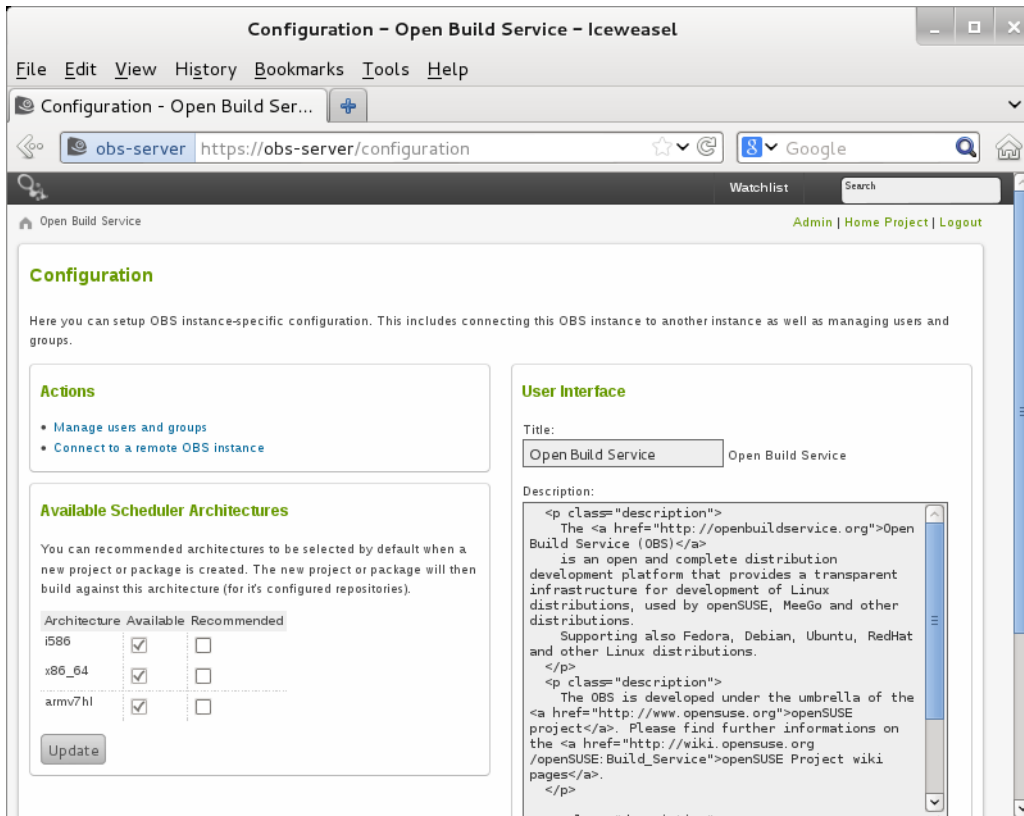 Configuration – Open Build Service – Iceweasel
File Edit View History Bookmarks Tools Help
Configuration - Open Build Ser...
obs-server https://obs-server/configuration
Google
Watchlist
Search
Open Build Service
Admin | Home Project | Logout
Configuration
Here you can setup OBS instance-specific configuration. This includes connecting this OBS instance to another instance as well as managing users and
groups.
Actions
• Manage users and groups
• Connect to a remote OBS instance
Available Scheduler Architectures
You can recommended architectures to be selected by default when a
new project or package is created. The new project or package will then
build against this architecture (for it's configured repositories).
Architecture Available Recommended
i586
x86_64
armv7hl
Update
User Interface
Title:
Open Build Service Open Build Service
Description:
<p class="description">
The <a href="http://openbuildservice.org">Open
Build Service (OBS)</a>
is an open and complete distribution
development platform that provides a transparent
infrastructure for development of Linux
distributions, used by openSUSE, MeeGo and other
distributions.
Supporting also Fedora, Debian, Ubuntu, RedHat
and other Linux distributions.
</p>
<p class="description">
The OBS is developed under the umbrella of the
<a href="http://www.opensuse.org">openSUSE
project</a>. Please find further informations on
the <a href="http://wiki.opensuse.org
/openSUSE:Build_Service">openSUSE Project wiki
pages</a>.
</p>